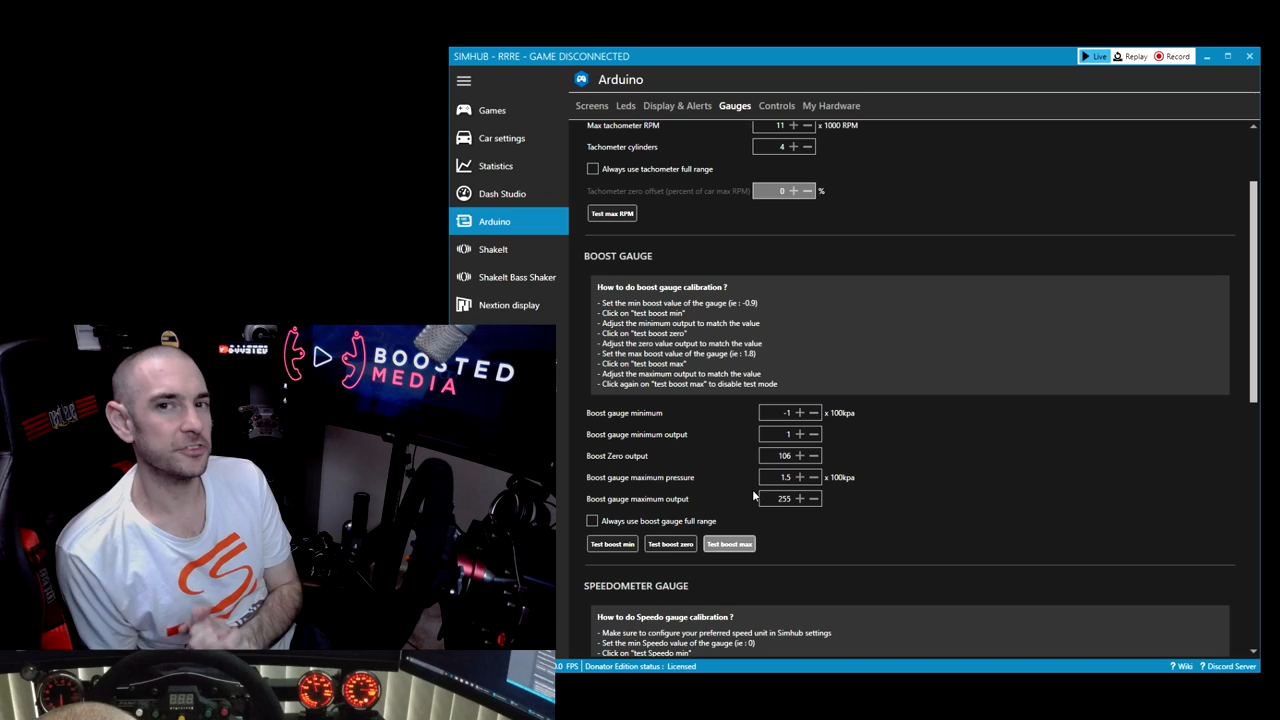 SIMHUB - RRRE - GAME DISCONNECTED
Live
Replay
Record
Arduino
Games
Car settings
Statistics
Dash Studio
Arduino
ShakeIt
ShakeIt Bass Shaker
Nextion display
Screens
Leds
Display & Alerts
Gauges
Controls
My Hardware
Max tachometer RPM
11
x 1000 RPM
Tachometer cylinders
4
Always use tachometer full range
Tachometer zero offset (percent of car max RPM)
0
%
Test max RPM
BOOST GAUGE
How to do boost gauge calibration ?
- Set the min boost value of the gauge (ie : -0.9)
- Click on "test boost min"
- Adjust the minimum output to match the value
- Click on "test boost zero"
- Adjust the zero value output to match the value
- Set the max boost value of the gauge (ie : 1.8)
- Click on "test boost max"
- Adjust the maximum output to match the value
- Click again on "test boost max" to disable test mode
Boost gauge minimum
-1
x 100kpa
Boost gauge minimum output
1
Boost Zero output
106
Boost gauge maximum pressure
1.5
x 100kpa
Boost gauge maximum output
255
Always use boost gauge full range
Test boost min
Test boost zero
Test boost max
SPEEDOMETER GAUGE
How to do Speedo gauge calibration ?
- Make sure to configure your preferred speed unit in Simhub settings
- Set the min Speedo value of the gauge (ie : 0)
- Click on "test Speedo min"
FPS
Donator Edition status : Licensed
? Wiki
? Discord Server
BOOSTED
MEDIA